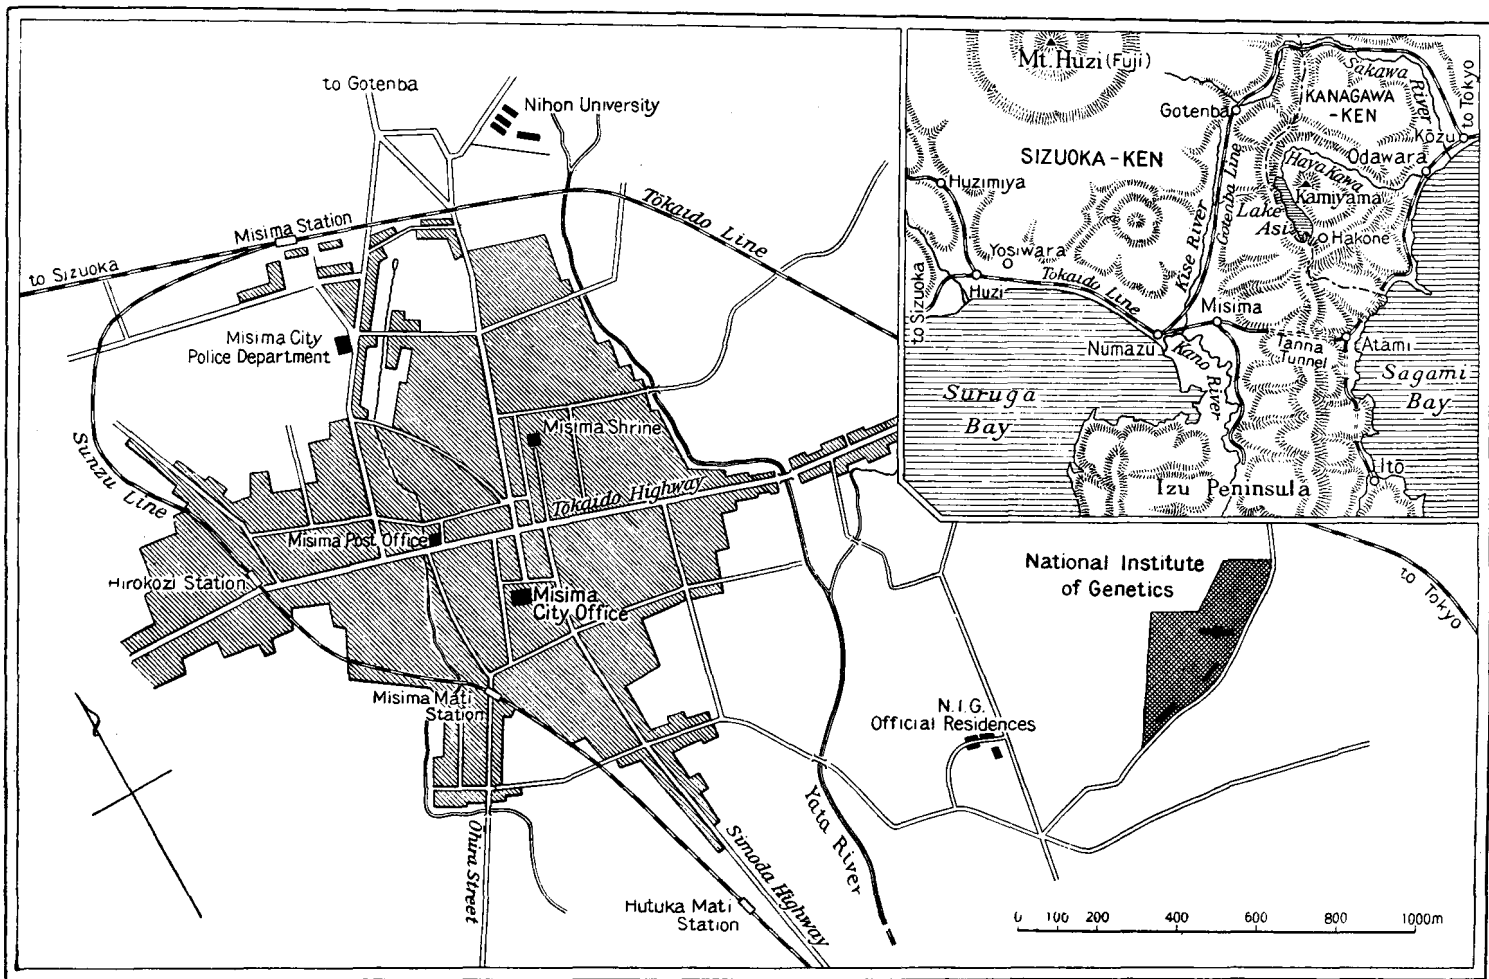 to Gotenba
Nihon University
Tōkaido Line
Misima Station
to Sizuoka
Misima City
Police Department
Sunzu Line
Misima Shrine
Tōkaido Highway
Misima Post Office
Hirokozi Station
Misima
City Office
Misima Mati
Station
N.I.G.
Official Residences
National Institute
of Genetics
to Tokyo
Yata River
Simoda Highway
Ohira Street
Hutuka Mati
Station
0 100 200 400 600 800 1000m
Mt. Huzi (Fuji)
Sakawa
River
to Tokyo
Gotenba
KANAGAWA
-KEN
Kōzu
SIZUOKA-KEN
Odawara
Hayakawa
Huzimiya
Kamiyama
Gotenba Line
Lake
Asi
Hakone
Kise River
Yosiwara
Tokaido Line
to Sizuoka
Huzi
Misima
Numazu
Kano
River
Tanna
Tunnel
Atami
Suruga
Bay
Sagami
Bay
Itō
Izu Peninsula